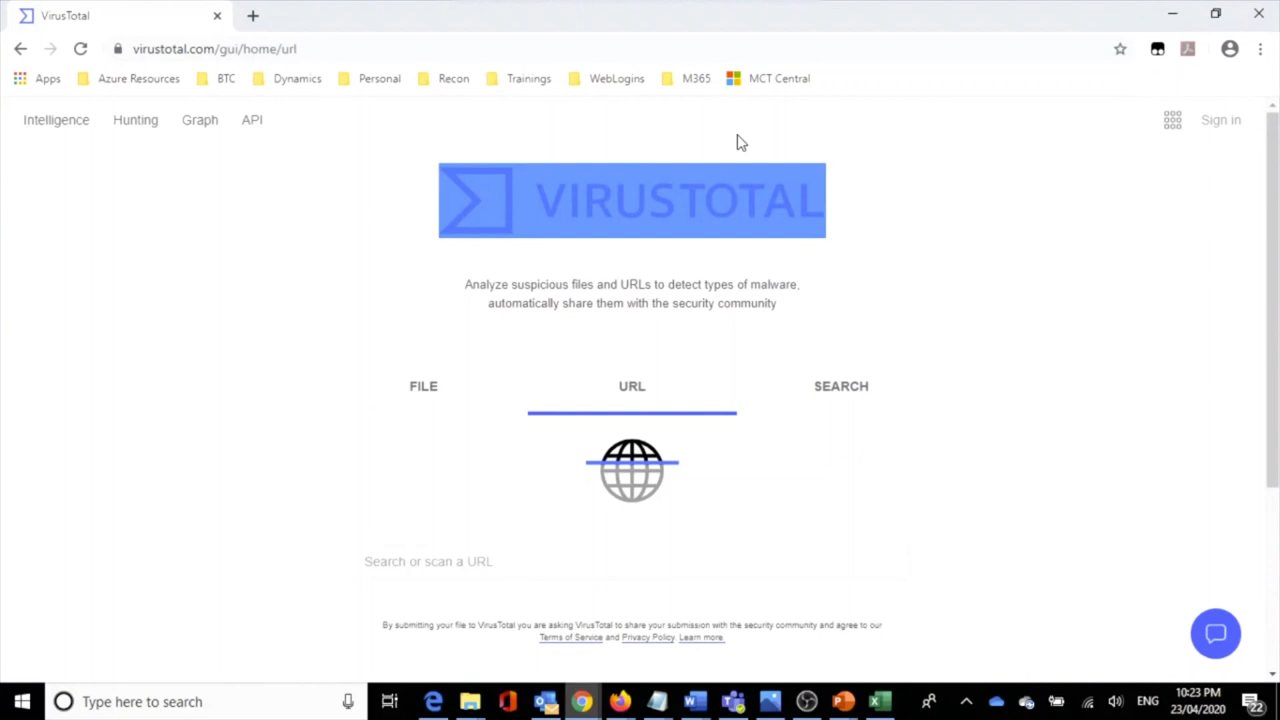 VirusTotal
virustotal.com/gui/home/url
Apps Azure Resources BTC Dynamics Personal Recon Trainings WebLogins M365 MCT Central
Intelligence Hunting Graph API Sign in
VIRUSTOTAL
Analyze suspicious files and URLs to detect types of malware,
automatically share them with the security community
FILE URL SEARCH
Search or scan a URL
By submitting your file to VirusTotal you are asking VirusTotal to share your submission with the security community and agree to our
Terms of Service and Privacy Policy. Learn more.
Type here to search
ENG
10:23 PM
23/04/2020
22